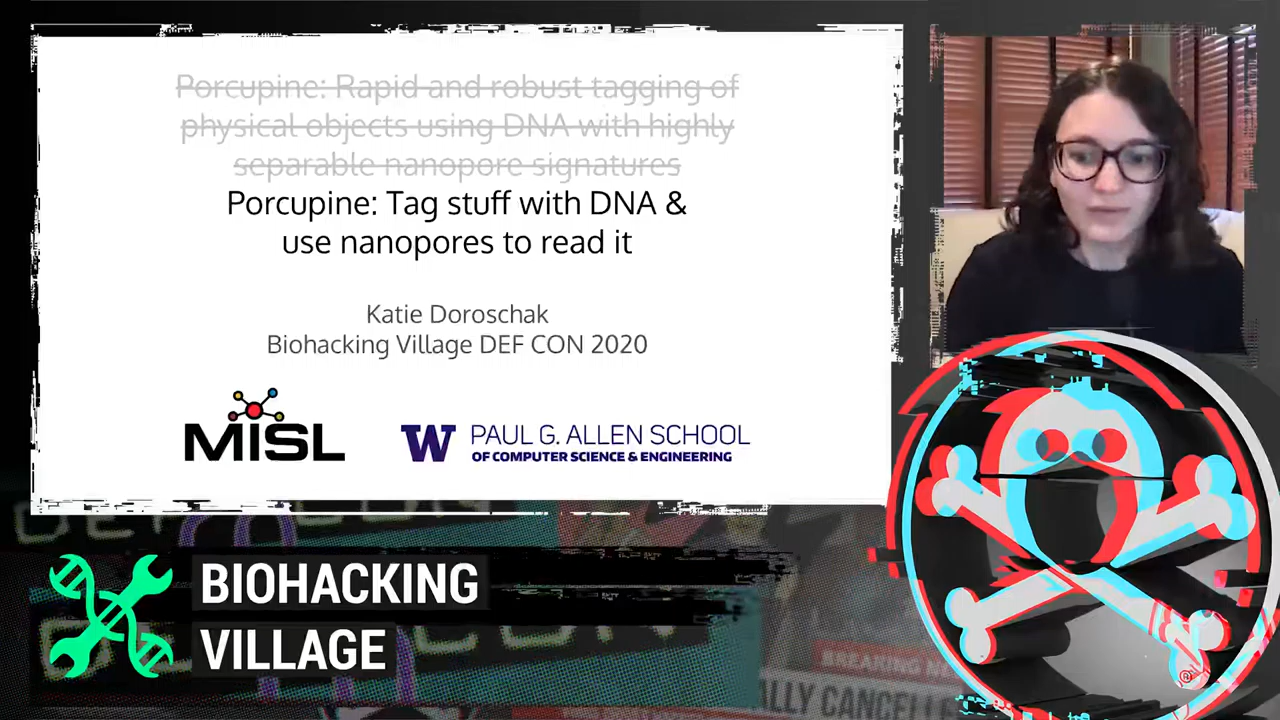 Porcupine: Rapid and robust tagging of
physical objects using DNA with highly
separable nanopore signatures
Porcupine: Tag stuff with DNA &
use nanopores to read it
Katie Doroschak
Biohacking Village DEF CON 2020
MISL
W PAUL G. ALLEN SCHOOL
OF COMPUTER SCIENCE & ENGINEERING
BIOHACKING
VILLAGE
BREAKING
ALLY CANCELLE
®